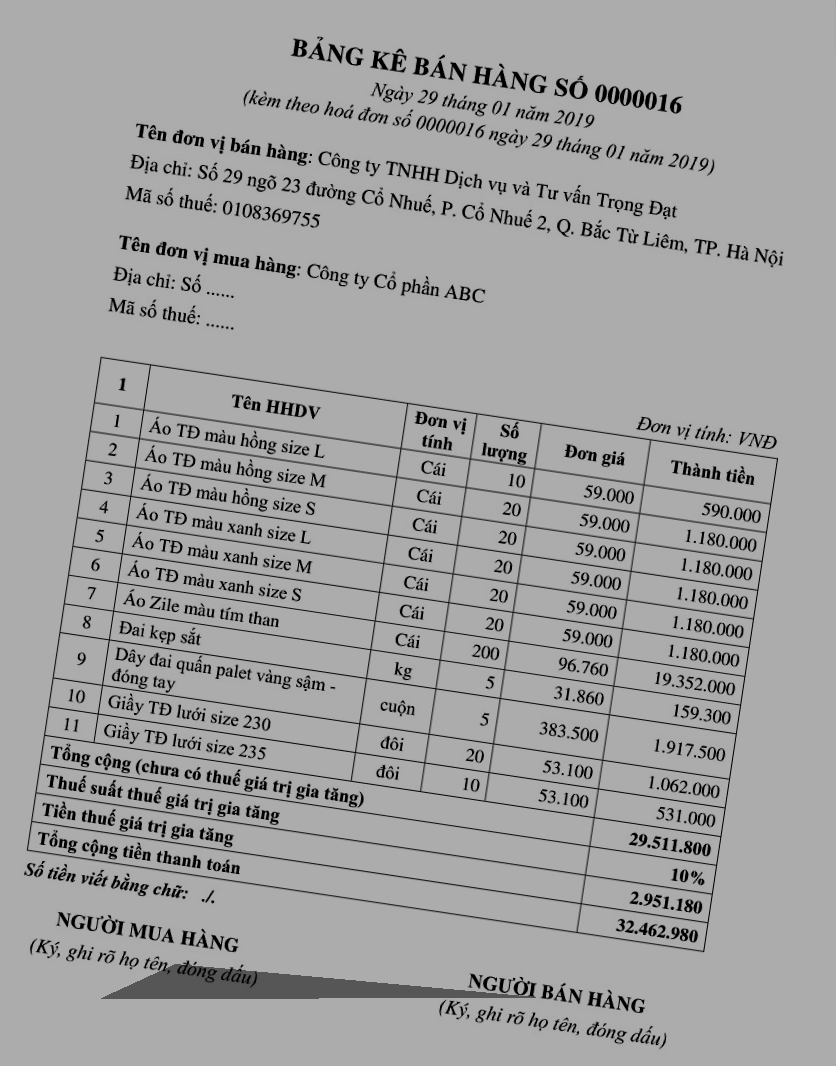 BẢNG KÊ BÁN HÀNG SỐ 0000016
Ngày 29 tháng 01 năm 2019
(kèm theo hoá đơn số 0000016 ngày 29 tháng 01 năm 2019)
Tên đơn vị bán hàng: Công ty TNHH Dịch vụ và Tư vấn Trọng Đạt
Địa chỉ: Số 29 ngõ 23 đường Cổ Nhuế, P. Cổ Nhuế 2, Q. Bắc Từ Liêm, TP. Hà Nội
Mã số thuế: 0108369755
Tên đơn vị mua hàng: Công ty Cổ phần ABC
Địa chỉ: Số ......
Mã số thuế: ......
Đơn vị tính: VNĐ
1 Tên HHDV Đơn vị tính Số lượng Đơn giá Thành tiền
1 Áo TĐ màu hồng size L Cái 10 59.000 590.000
2 Áo TĐ màu hồng size M Cái 20 59.000 1.180.000
3 Áo TĐ màu hồng size S Cái 20 59.000 1.180.000
4 Áo TĐ màu xanh size L Cái 20 59.000 1.180.000
5 Áo TĐ màu xanh size M Cái 20 59.000 1.180.000
6 Áo TĐ màu xanh size S Cái 20 59.000 1.180.000
7 Áo Zile màu tím than Cái 200 96.760 19.352.000
8 Đai kẹp sắt kg 5 31.860 159.300
9 Dây đai quấn palet vàng sậm - đóng tay cuộn 5 383.500 1.917.500
10 Giầy TĐ lưới size 230 đôi 20 53.100 1.062.000
11 Giầy TĐ lưới size 235 đôi 10 53.100 531.000
Tổng cộng (chưa có thuế giá trị gia tăng) 29.511.800
Thuế suất thuế giá trị gia tăng 10%
Tiền thuế giá trị gia tăng 2.951.180
Tổng cộng tiền thanh toán 32.462.980
Số tiền viết bằng chữ: ./.
NGƯỜI MUA HÀNG
(Ký, ghi rõ họ tên, đóng dấu)
NGƯỜI BÁN HÀNG
(Ký, ghi rõ họ tên, đóng dấu)